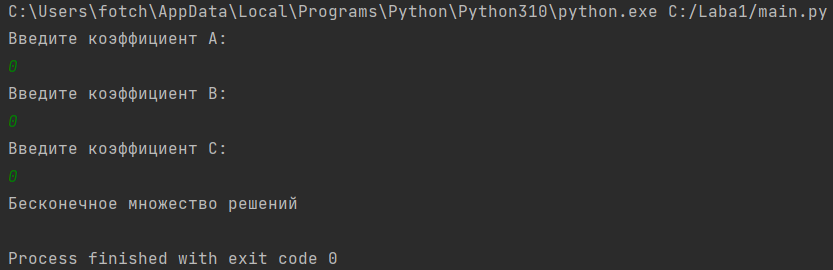 C:\Users\fotch\AppData\Local\Programs\Python\Python310\python.exe C:/Laba1/main.py
Введите коэффициент A:
0
Введите коэффициент B:
0
Введите коэффициент C:
0
Бесконечное множество решений
Process finished with exit code 0